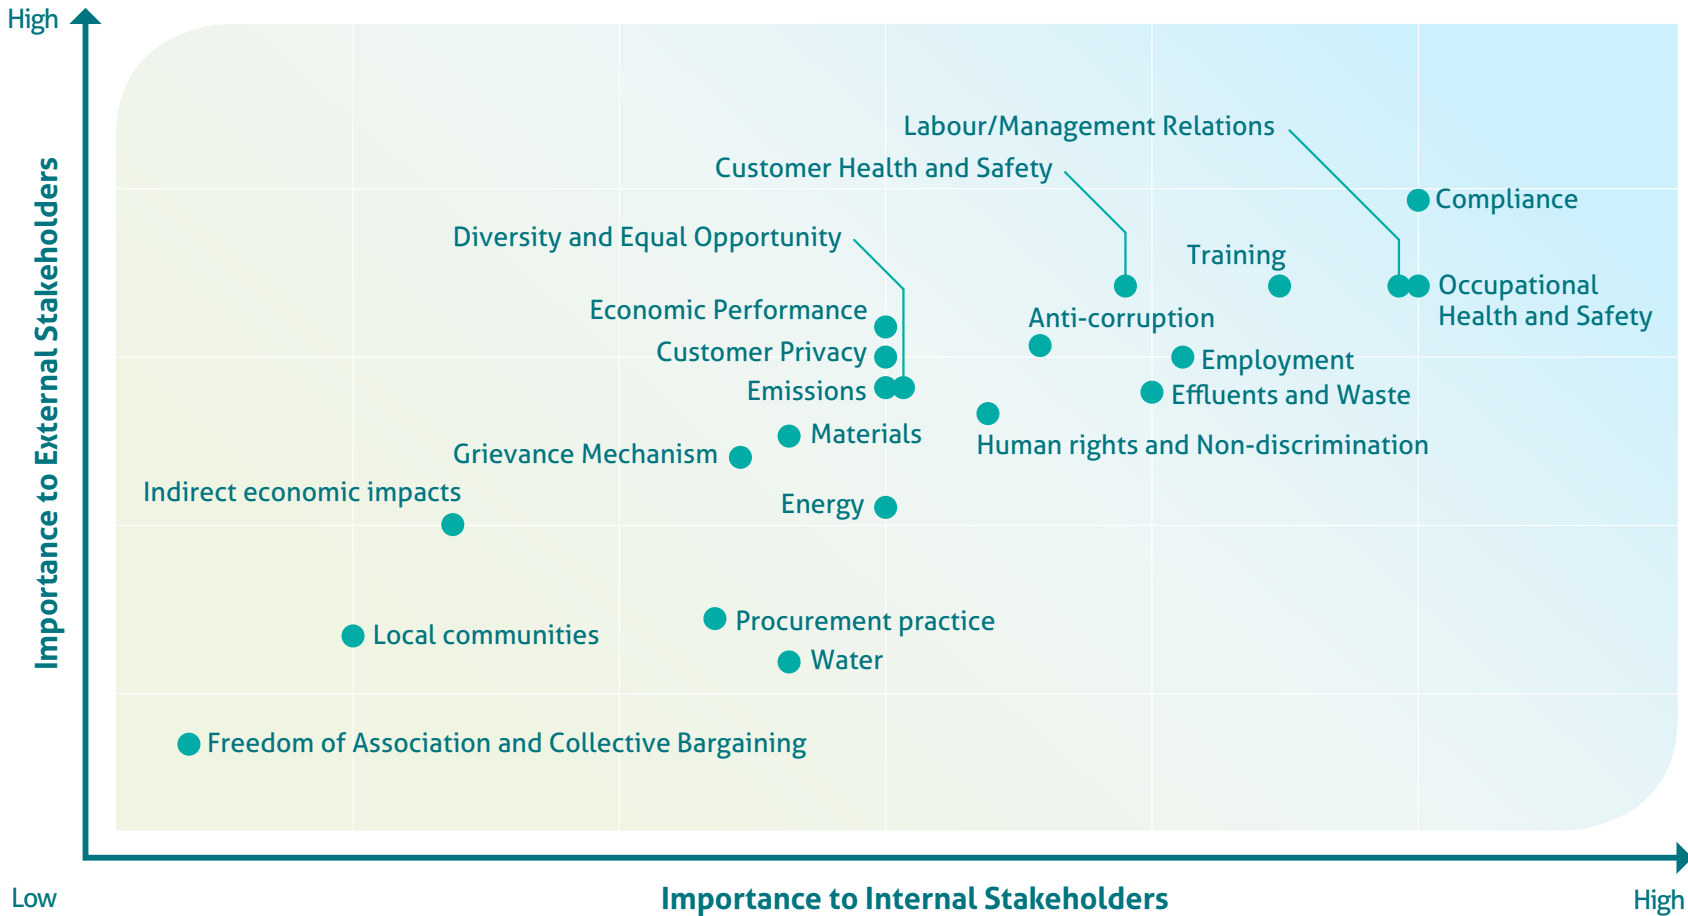 High
Importance to External Stakeholders
Labour/Management Relations
Customer Health and Safety
Compliance
Diversity and Equal Opportunity
Training
Occupational
Health and Safety
Economic Performance
Anti-corruption
Customer Privacy
Employment
Emissions
Effluents and Waste
Materials
Human rights and Non-discrimination
Grievance Mechanism
Indirect economic impacts
Energy
Procurement practice
Local communities
Water
Freedom of Association and Collective Bargaining
Low
Importance to Internal Stakeholders
High